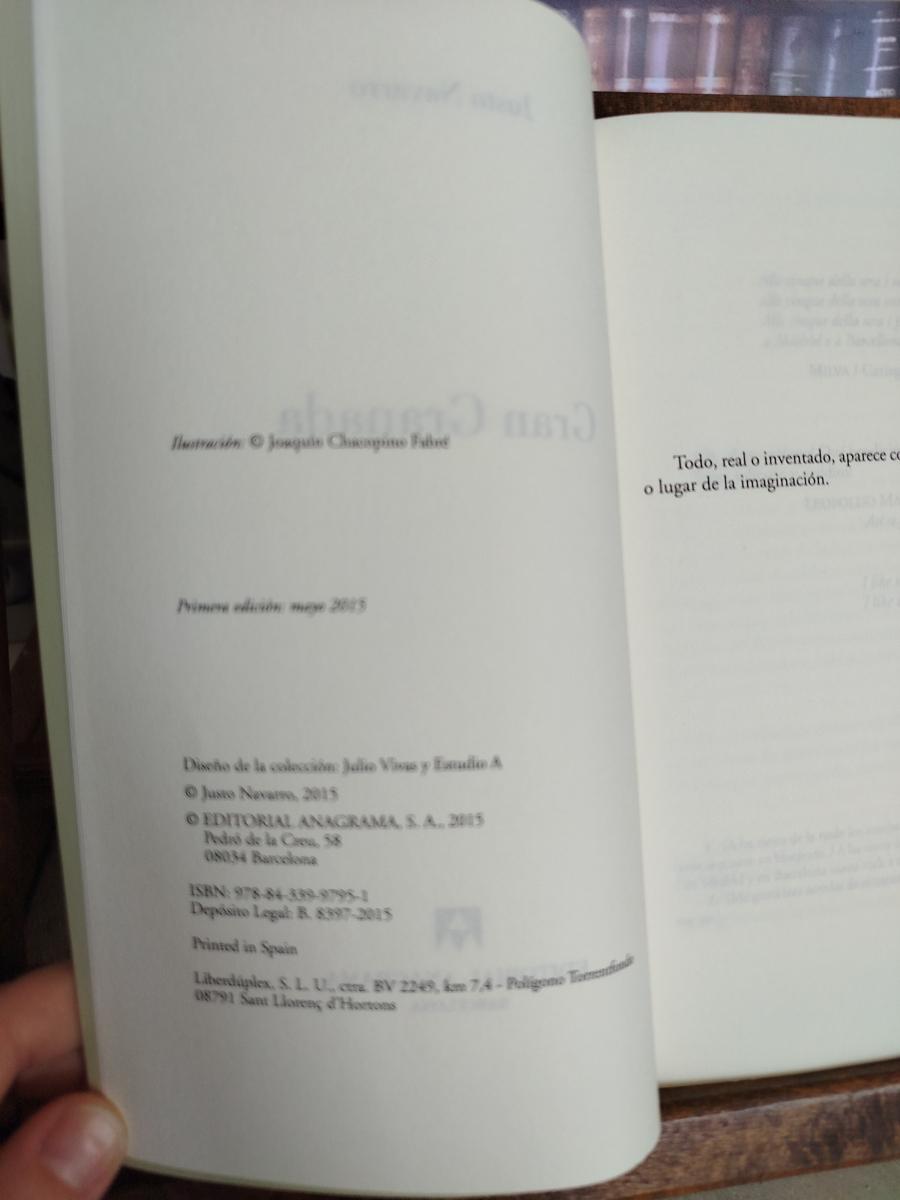 Ilustración: © Joaquín
Primera edición: mayo 2015
Diseño de la colección: Julio Vivas y Estudio A
© Justo Navarro, 2015
© EDITORIAL ANAGRAMA, S. A., 2015
Pedró de la Creu, 58
08034 Barcelona
ISBN: 978-84-339-9795-1
Depósito Legal: B. 8397-2015
Printed in Spain
Liberdúplex, S. L. U., ctra. BV 2249, km 7,4 - Polígono Torrentfondo
08791 Sant Llorenç d'Hortons
Todo, real o inventado, aparece co
o lugar de la imaginación.